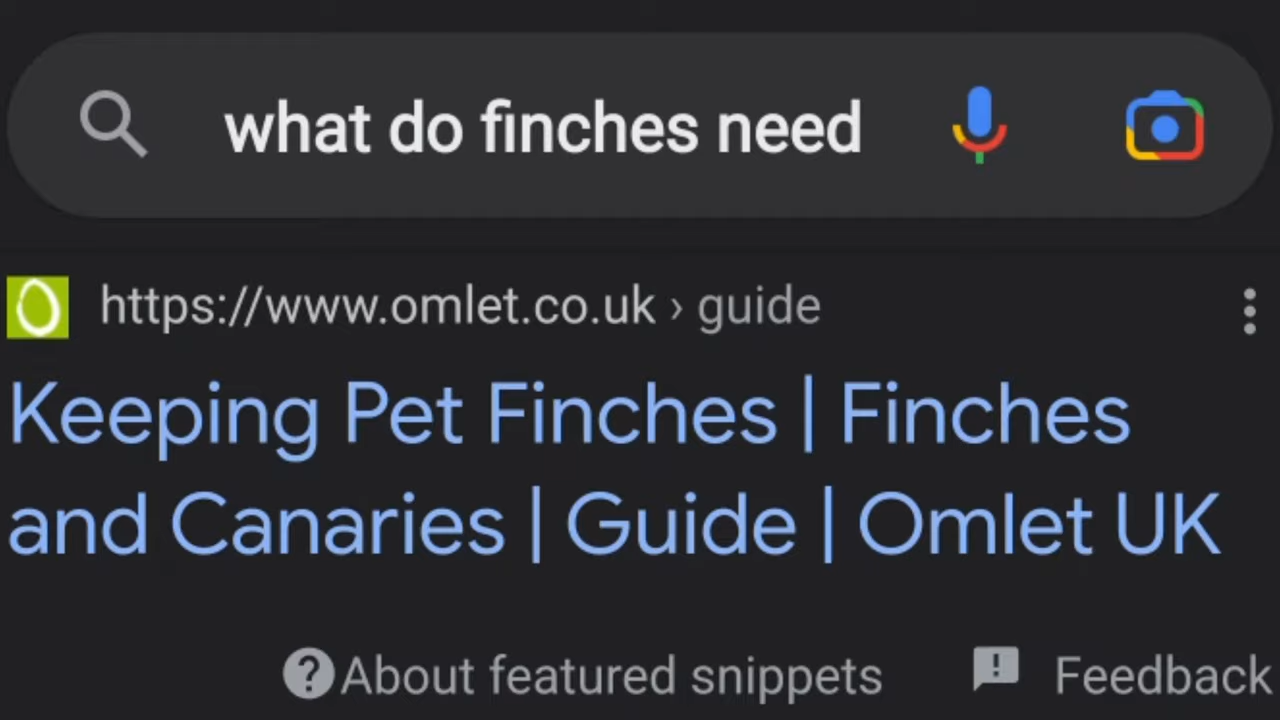 what do finches need
https://www.omlet.co.uk › guide
Keeping Pet Finches | Finches
and Canaries | Guide | Omlet UK
About featured snippets Feedback